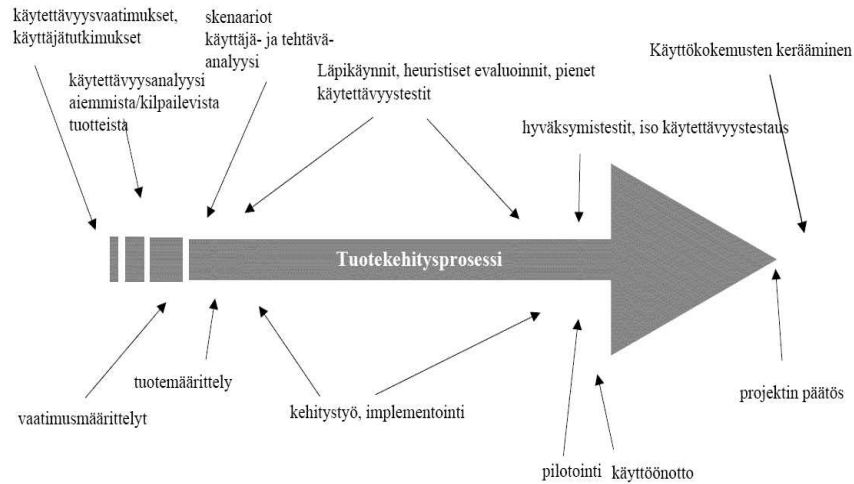 käytettävyysvaatimukset,
käyttäjätutkimukset
käytettävyysanalyysi
aiemmista/kilpailevista
tuotteista
skenaariot
käyttäjä- ja tehtävä-
analyysi
Läpikäynnit, heuristiset evaluoinnit, pienet
käytettävyystestit
hyväksymistestit, iso käytettävyystestaus
Käyttökokemusten kerääminen
Tuotekehitysprosessi
vaatimusmäärittelyt
tuotemäärittely
kehitystyö, implementointi
pilotointi
käyttöönotto
projektin päätös